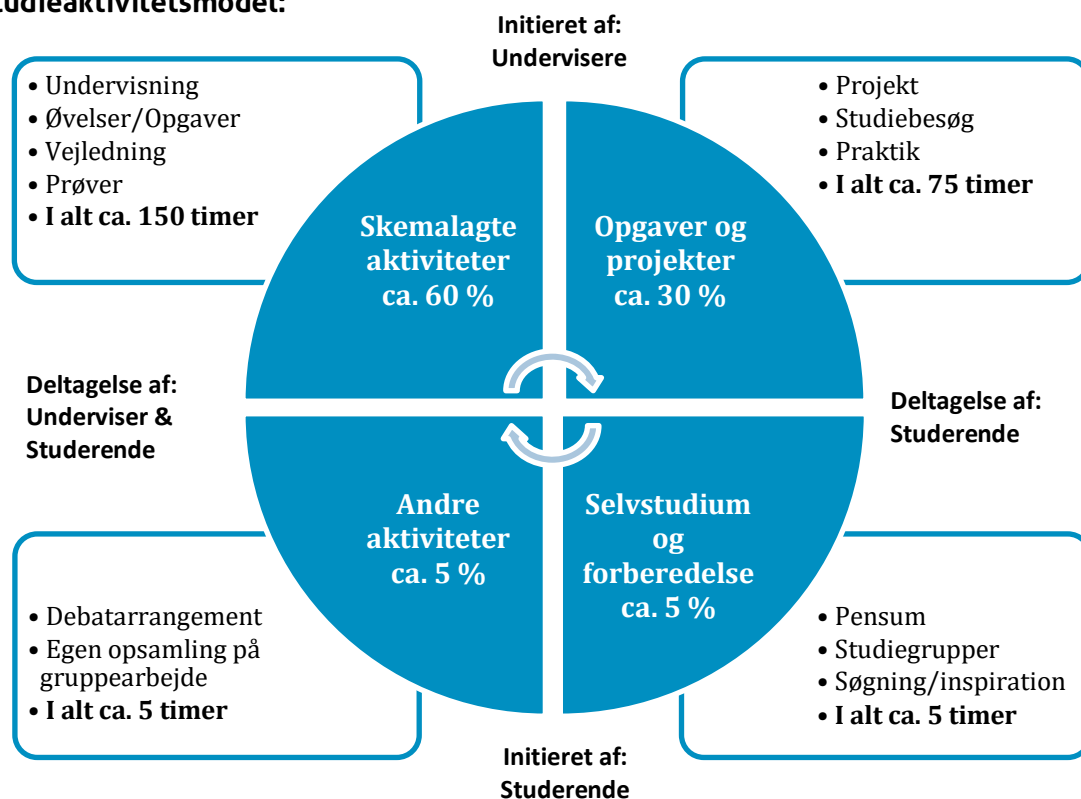 Initieret af:
Undervisere
• Undervisning
• Øvelser/Opgaver
• Vejledning
• Prøver
• I alt ca. 150 timer
• Projekt
• Studiebesøg
• Praktik
• I alt ca. 75 timer
Skemalagte
aktiviteter
ca. 60 %
Opgaver og
projekter
ca. 30 %
Deltagelse af:
Underviser &
Studerende
Deltagelse af:
Studerende
Andre
aktiviteter
ca. 5 %
Selvstudium
og
forberedelse
ca. 5 %
• Debatarrangement
• Egen opsamling på
gruppearbejde
• I alt ca. 5 timer
• Pensum
• Studiegrupper
• Søgning/inspiration
• I alt ca. 5 timer
Initieret af:
Studerende